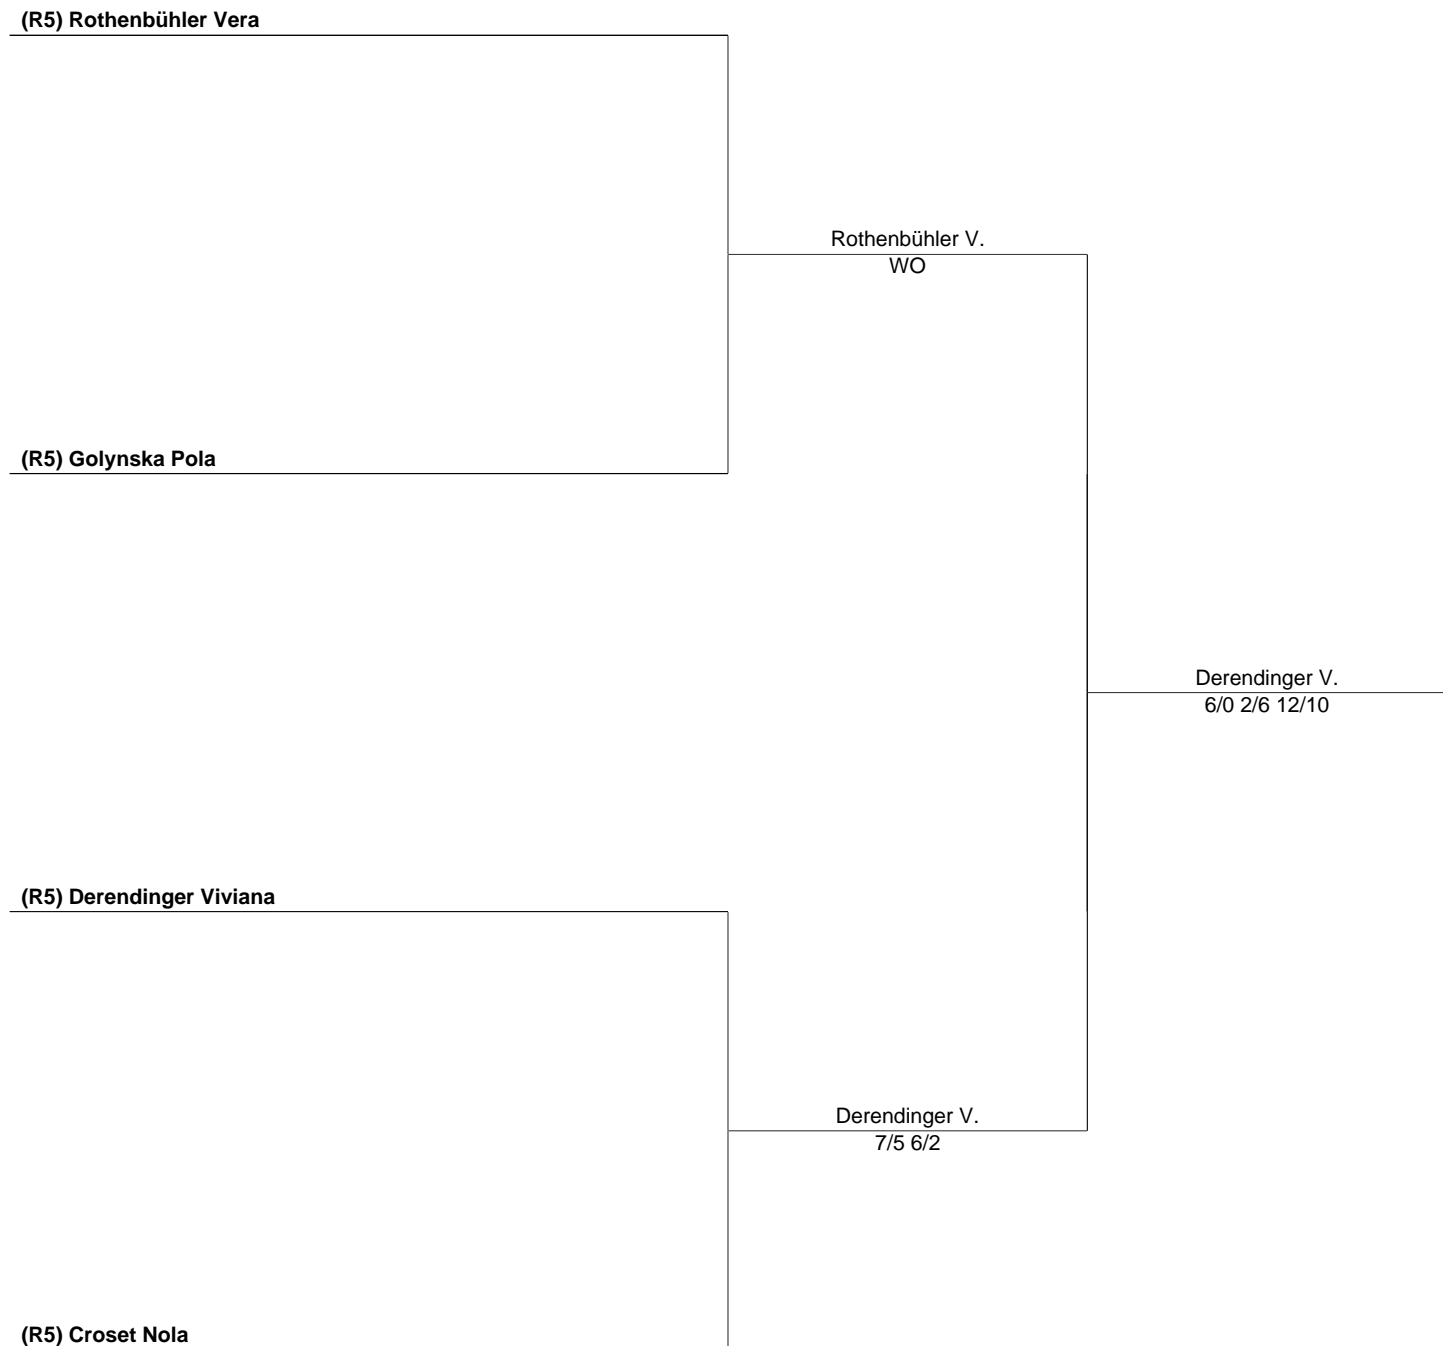 (R5) Rothenbühler Vera
Rothenbühler V.
WO
(R5) Golynska Pola
Derendinger V.
6/0 2/6 12/10
(R5) Derendinger Viviana
Derendinger V.
7/5 6/2
(R5) Croset Nola